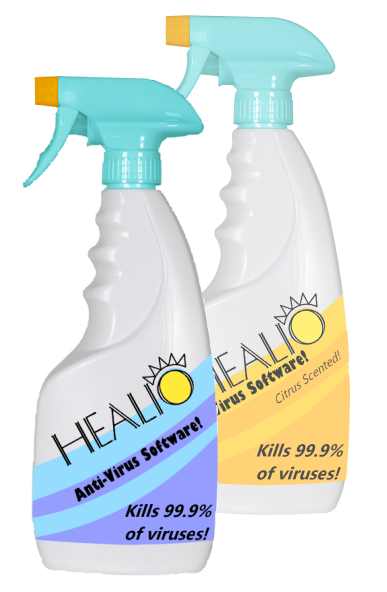 HEALIO
Anti-Virus Software!
Kills 99.9%
of viruses!
HEALIO
Virus Software!
Citrus Scented!
Kills 99.9%
of viruses!